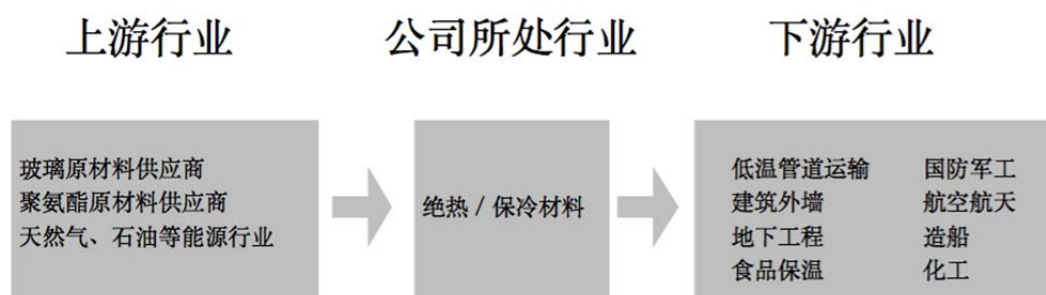 上游行业
公司所处行业
下游行业
玻璃原材料供应商
聚氨酯原材料供应商
天然气、石油等能源行业
绝热 / 保冷材料
低温管道运输
国防军工
建筑外墙
航空航天
地下工程
造船
食品保温
化工